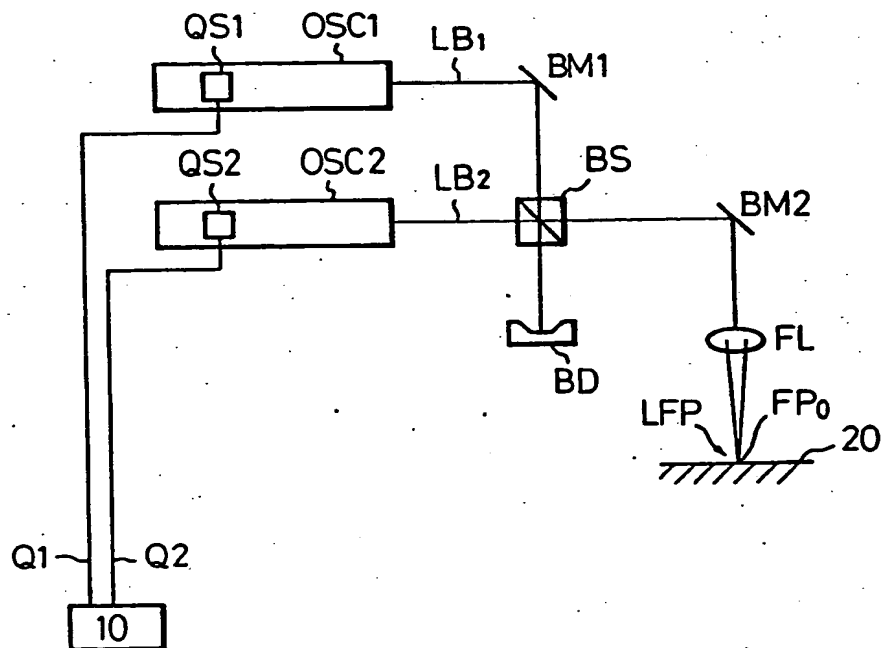 QS1 OSC1 LB₁ BM1
QS2 OSC2 LB₂ BS BM2
BD FL
LFP FP₀ 20
Q1 Q2
10